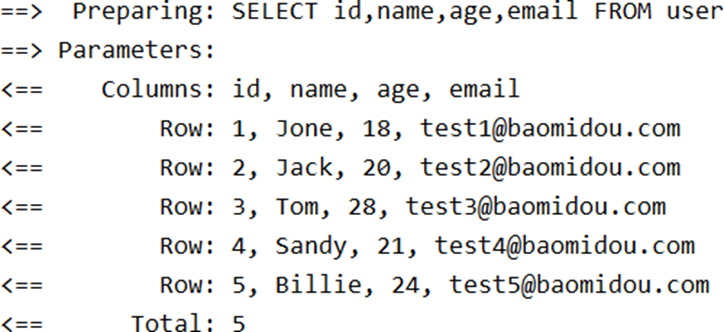 ==>  Preparing: SELECT id,name,age,email FROM user
==> Parameters:
<==    Columns: id, name, age, email
<==        Row: 1, Jone, 18, test1@baomidou.com
<==        Row: 2, Jack, 20, test2@baomidou.com
<==        Row: 3, Tom, 28, test3@baomidou.com
<==        Row: 4, Sandy, 21, test4@baomidou.com
<==        Row: 5, Billie, 24, test5@baomidou.com
<==      Total: 5